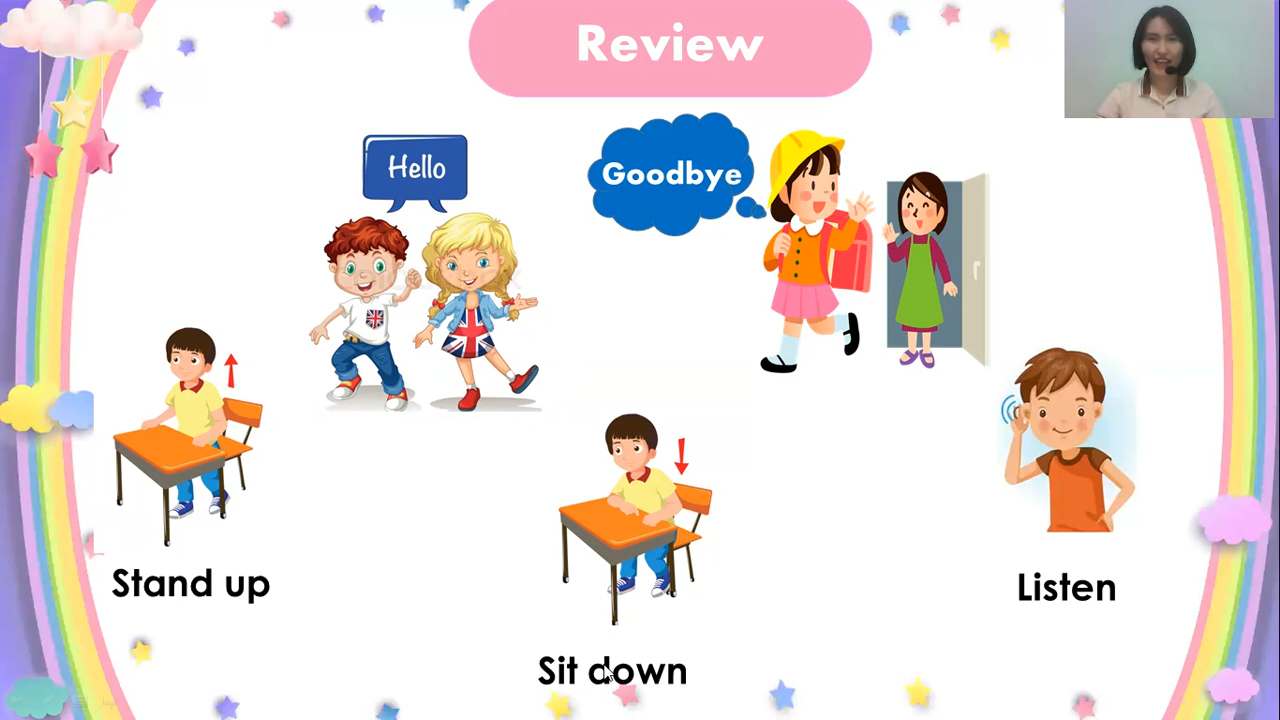 Review
Hello
Goodbye
Stand up
Listen
Sit down